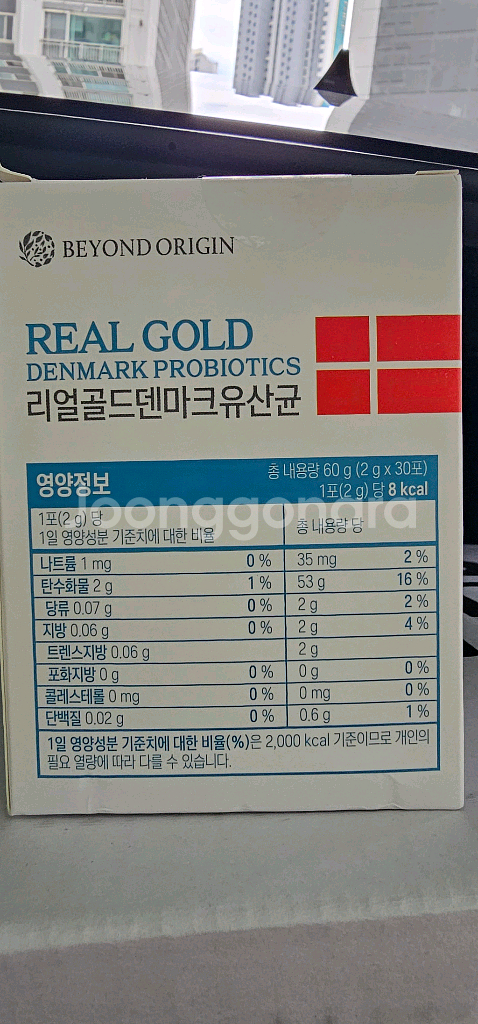 BEYOND ORIGIN
REAL GOLD
DENMARK PROBIOTICS
리얼골드덴마크유산균
영양정보
총 내용량 60 g (2 g x 30포)
1포(2 g) 당 8 kcal
joonggonara
1포(2 g) 당
1일 영양성분 기준치에 대한 비율
총 내용량 당
나트륨 1 mg 0 % 35 mg 2 %
탄수화물 2 g 1 % 53 g 16 %
당류 0.07 g 0 % 2 g 2 %
지방 0.06 g 0 % 2 g 4 %
트렌스지방 0.06 g 2 g
포화지방 0 g 0 % 0 g 0 %
콜레스테롤 0 mg 0 % 0 mg 0 %
단백질 0.02 g 0 % 0.6 g 1 %
1일 영양성분 기준치에 대한 비율(%)은 2,000 kcal 기준이므로 개인의
필요 열량에 따라 다를 수 있습니다.